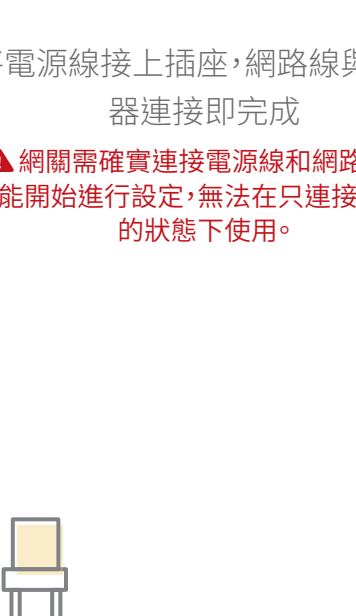 電源線接上插座，網路線與
器連接即完成
網關需確實連接電源線和網路
能開始進行設定，無法在只連接
的狀態下使用。